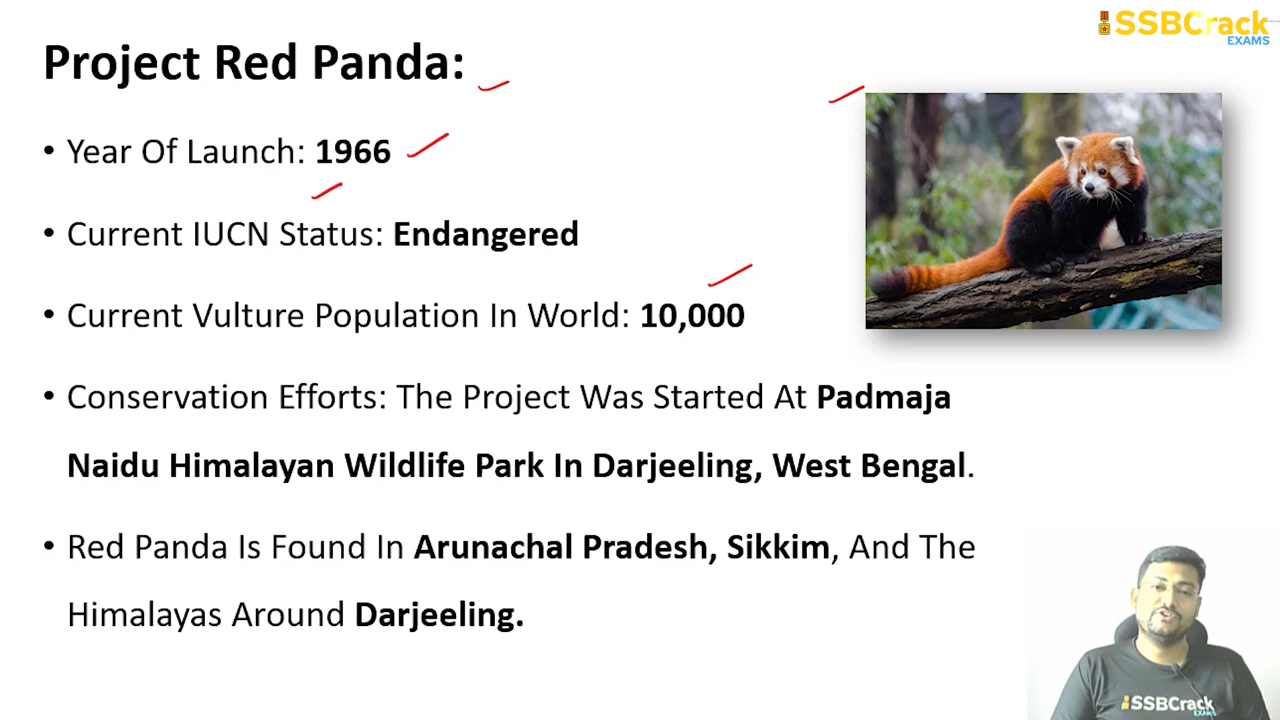 SSBCrack
EXAMS
Project Red Panda:
• Year Of Launch: 1966
• Current IUCN Status: Endangered
• Current Vulture Population In World: 10,000
• Conservation Efforts: The Project Was Started At Padmaja
Naidu Himalayan Wildlife Park In Darjeeling, West Bengal.
• Red Panda Is Found In Arunachal Pradesh, Sikkim, And The
Himalayas Around Darjeeling.
SSBCrack
EXAMS